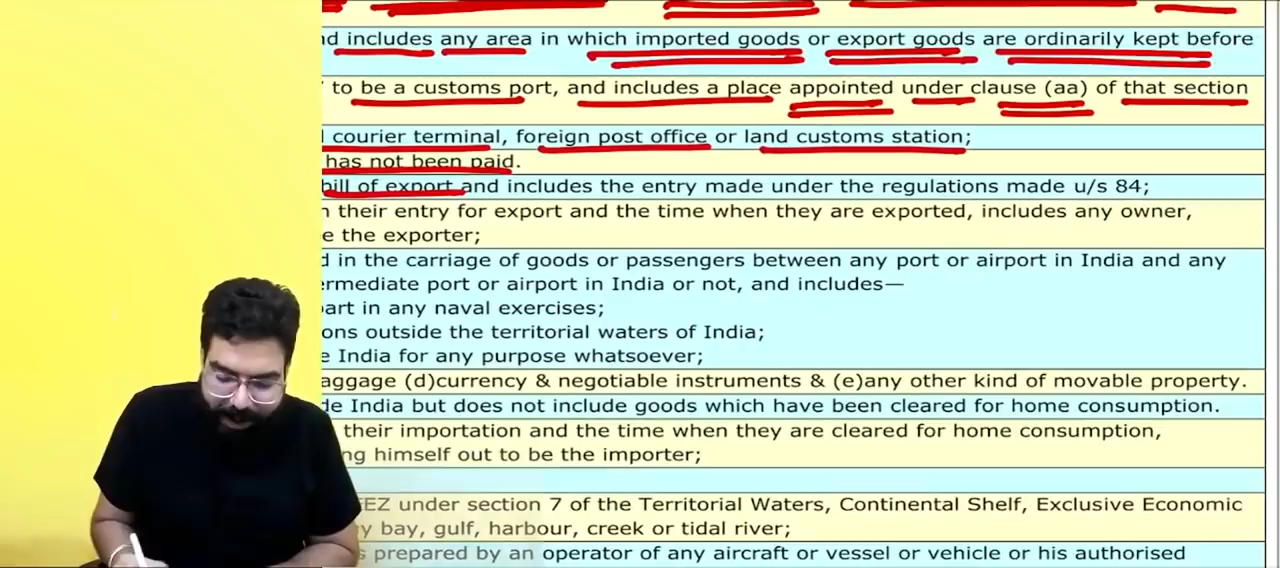 includes any area in which imported goods or export goods are ordinarily kept before
to be a customs port, and includes a place appointed under clause (aa) of that section
courier terminal, foreign post office or land customs station;
has not been paid.
bill of export and includes the entry made under the regulations made u/s 84;
their entry for export and the time when they are exported, includes any owner,
the exporter;
in the carriage of goods or passengers between any port or airport in India and any
port or airport in India or not, and includes—
in any naval exercises;
outside the territorial waters of India;
India for any purpose whatsoever;
(d)currency & negotiable instruments & (e)any other kind of movable property.
India but does not include goods which have been cleared for home consumption.
their importation and the time when they are cleared for home consumption,
himself out to be the importer;
EEZ under section 7 of the Territorial Waters, Continental Shelf, Exclusive Economic
bay, gulf, harbour, creek or tidal river;
prepared by an operator of any aircraft or vessel or vehicle or his authorised